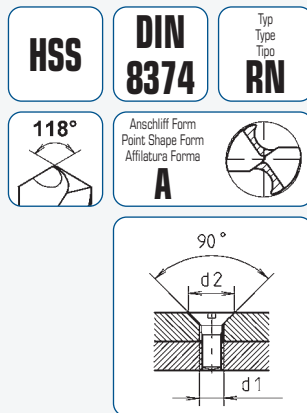 HSS
DIN
8374
Typ
Type
Tipo
RN
118°
Anschliff Form
Point Shape Form
Affilatura Forma
A
90°
d2
d1